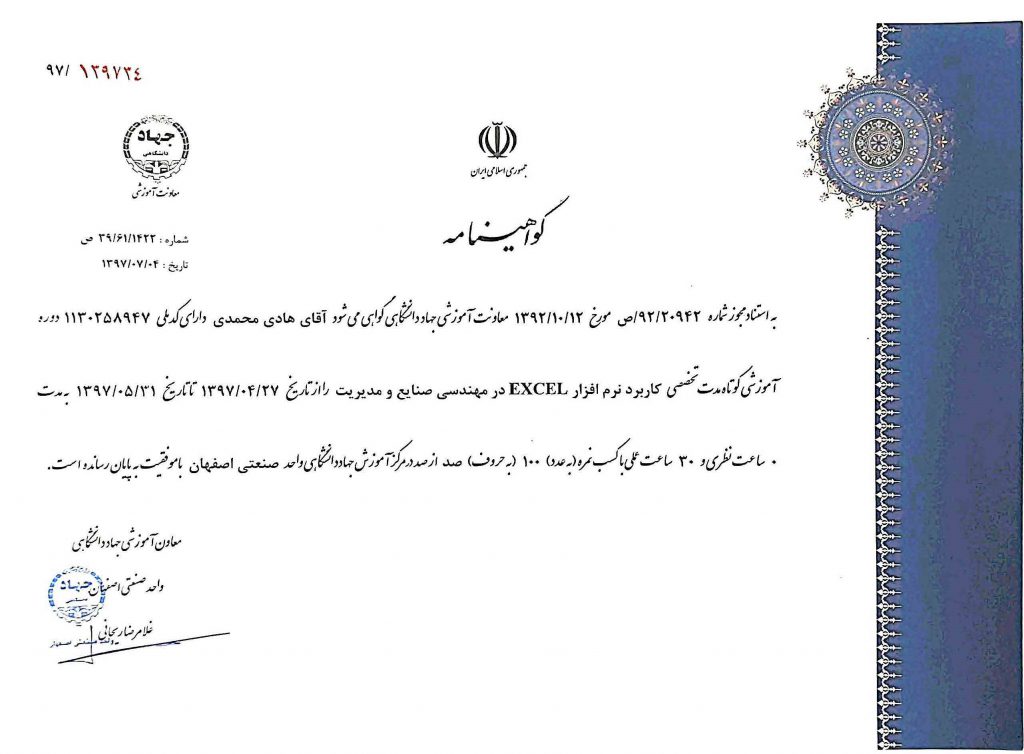 ۹۷/ ۱۳۹۷۳٤
جهاد
دانشگاهی
معاونت آموزشی
جمهوری اسلامی ایران
گواهینامه
شماره : ۳۹/۶۱/۱۴۲۲ ص
تاریخ : ۱۳۹۷/۰۷/۰۴
به استناد مجوز شماره ۹۲/۲۰۹۴۲/ص مورخ ۱۳۹۲/۱۰/۱۲ معاونت آموزشی جهاد دانشگاهی گواهی می شود آقای هادی محمدی دارای کد ملی ۱۱۳۰۲۵۸۹۴۷ دوره
آموزشی کوتاه مدت تخصصی کاربرد نرم افزار EXCEL در مهندسی صنایع و مدیریت را از تاریخ ۱۳۹۷/۰۴/۲۷ تا تاریخ ۱۳۹۷/۰۵/۳۱ به مدت
۰ ساعت نظری و ۳۰ ساعت عملی با کسب نمره (به عدد) ۱۰۰ (به حروف) صد از صد در مرکز آموزش جهاد دانشگاهی واحد صنعتی اصفهان با موفقیت به پایان رسانده است.
معاون آموزشی جهاد دانشگاهی
واحد صنعتی اصفهان
جهاد
غلامرضا ریحانی
واحد صنعتی اصفهان